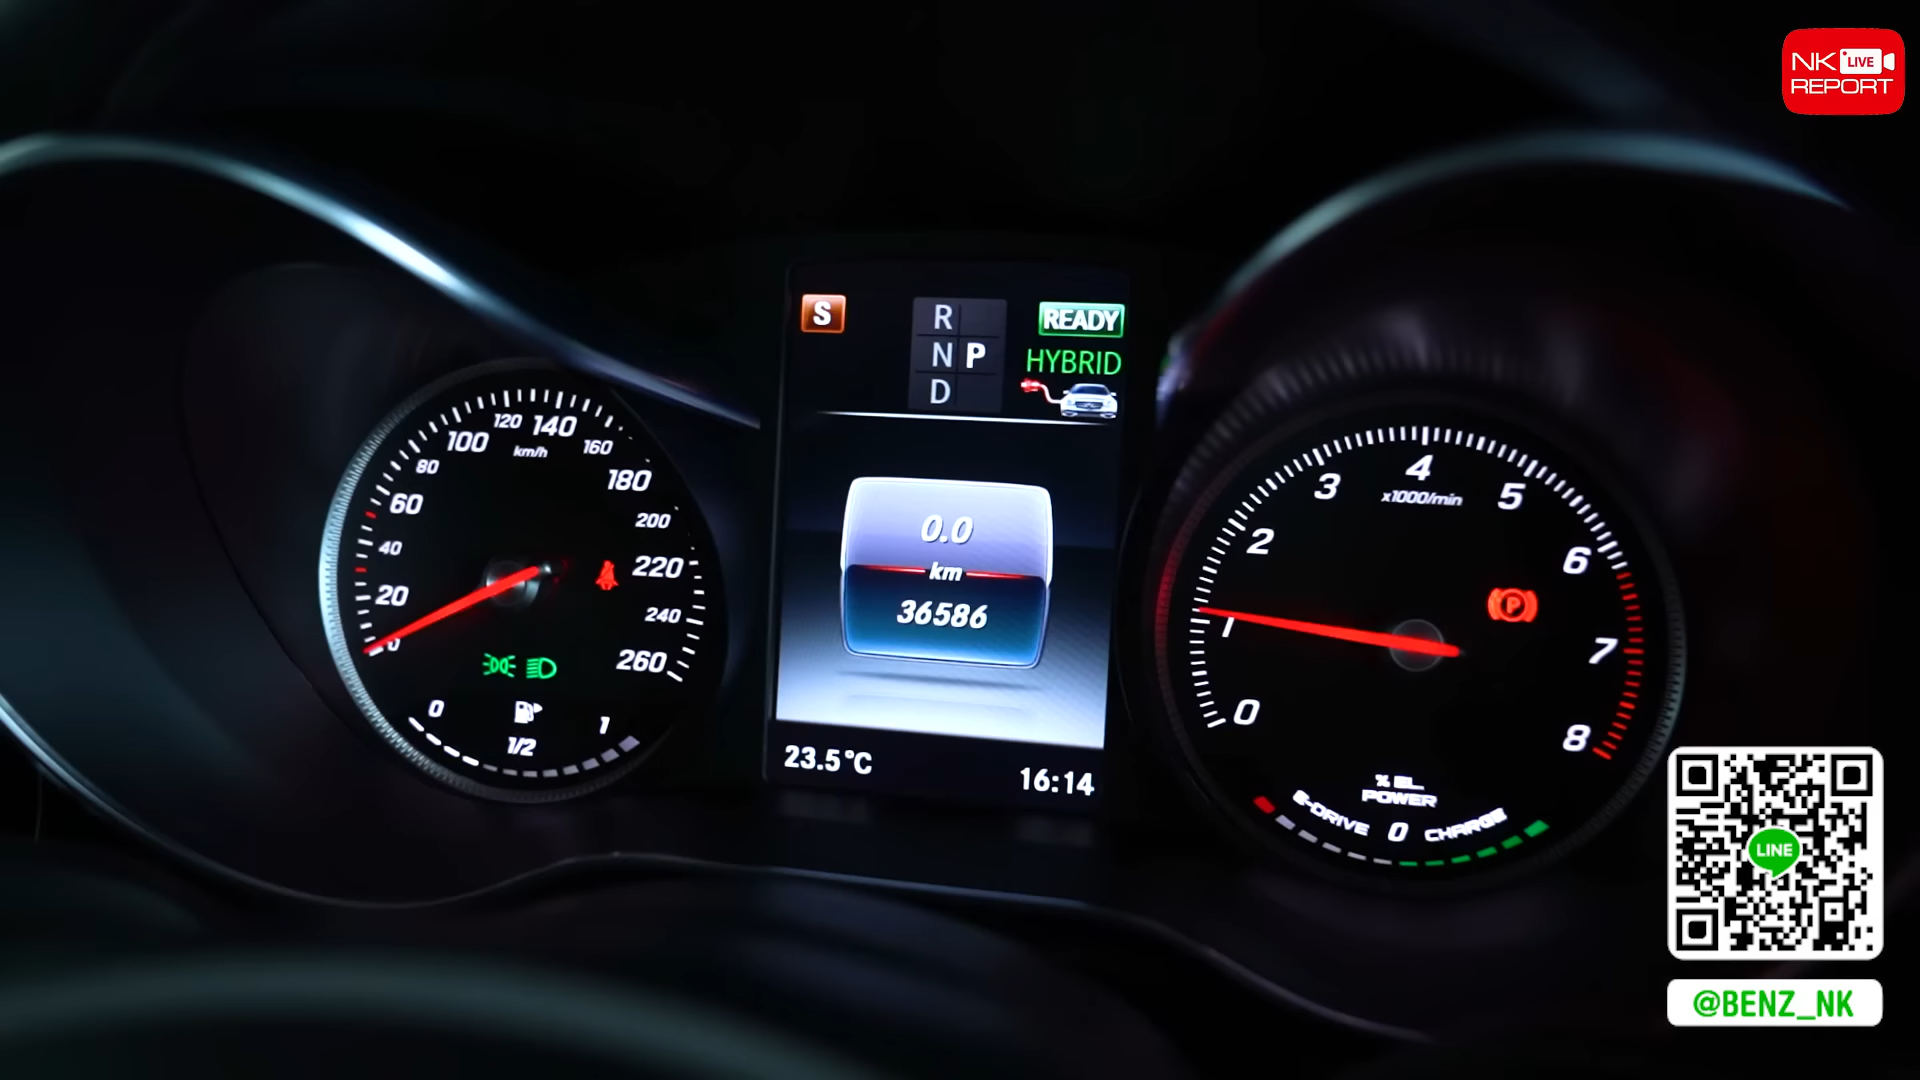 NK LIVE
REPORT
S
R
N P
D
READY
HYBRID
0
20
40
60
80
100
120
140
160
180
200
220
240
260
km/h
0
1/2
1
0.0
km
36586
23.5°C
16:14
0
1
2
3
4
5
6
7
8
x1000/min
P
% EL.
POWER
E-DRIVE 0 CHARGE
LINE
@BENZ_NK